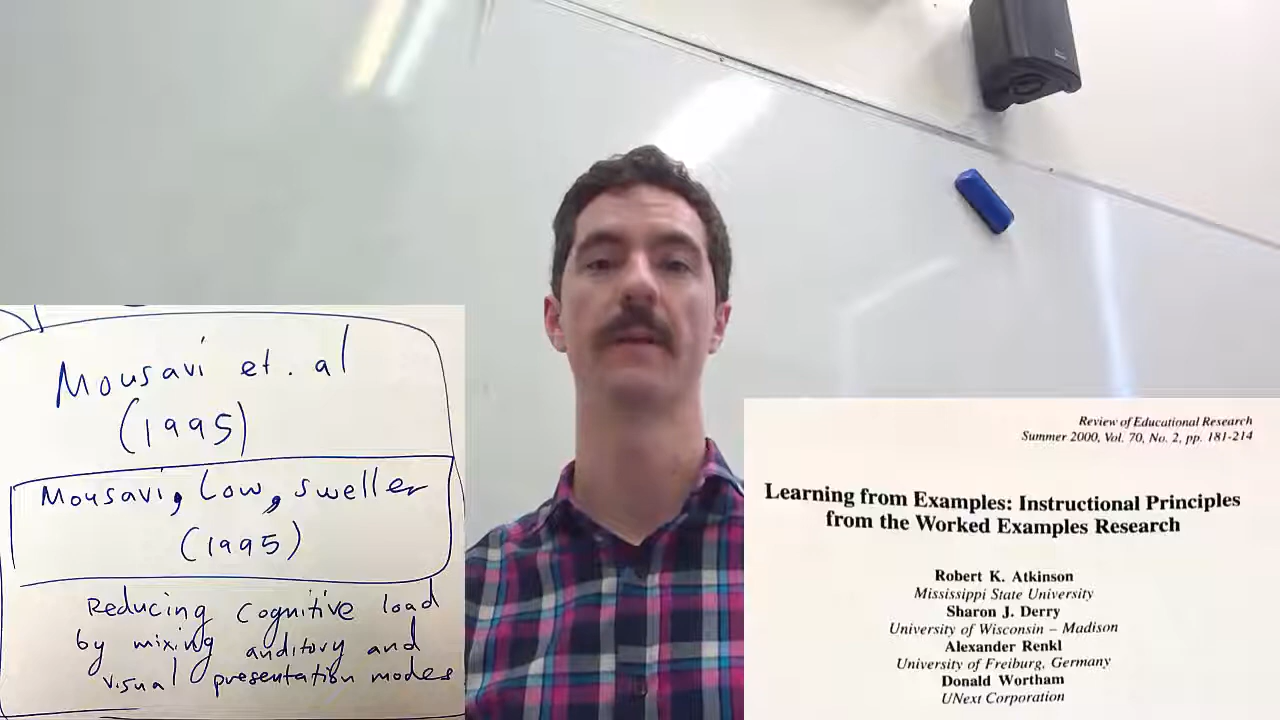 Mousavi et. al
(1995)
Mousavi, Low, Sweller
(1995)
Reducing cognitive load
by mixing auditory and
visual presentation modes
Review of Educational Research
Summer 2000, Vol. 70, No. 2, pp. 181-214
Learning from Examples: Instructional Principles
from the Worked Examples Research
Robert K. Atkinson
Mississippi State University
Sharon J. Derry
University of Wisconsin – Madison
Alexander Renkl
University of Freiburg, Germany
Donald Wortham
UNext Corporation